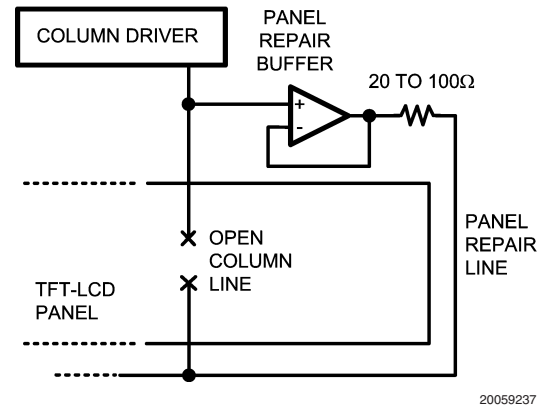 COLUMN DRIVER
PANEL
REPAIR
BUFFER
20 TO 100Ω
+
-
OPEN
COLUMN
LINE
PANEL
REPAIR
LINE
TFT-LCD
PANEL
20059237